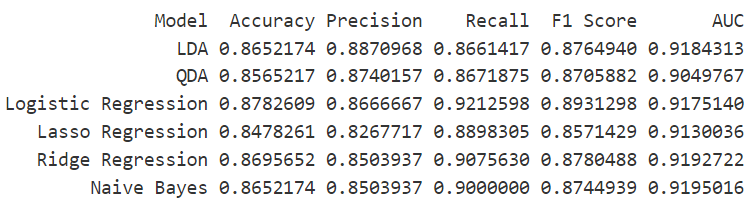 Model Accuracy Precision Recall F1 Score AUC
LDA 0.8652174 0.8870968 0.8661417 0.8764940 0.9184313
QDA 0.8565217 0.8740157 0.8671875 0.8705882 0.9049767
Logistic Regression 0.8782609 0.8666667 0.9212598 0.8931298 0.9175140
Lasso Regression 0.8478261 0.8267717 0.8898305 0.8571429 0.9130036
Ridge Regression 0.8695652 0.8503937 0.9075630 0.8780488 0.9192722
Naive Bayes 0.8652174 0.8503937 0.9000000 0.8744939 0.9195016